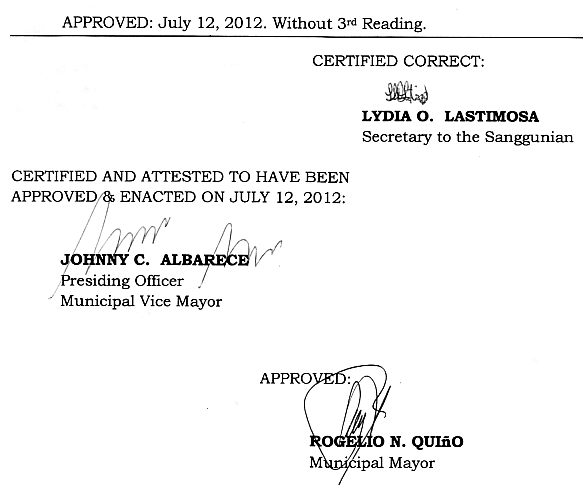 APPROVED: July 12, 2012. Without 3rd Reading.
CERTIFIED CORRECT:
LYDIA O. LASTIMOSA
Secretary to the Sanggunian
CERTIFIED AND ATTESTED TO HAVE BEEN
APPROVED & ENACTED ON JULY 12, 2012:
JOHNNY C. ALBARECE
Presiding Officer
Municipal Vice Mayor
APPROVED:
ROGELIO N. QUIñO
Municipal Mayor